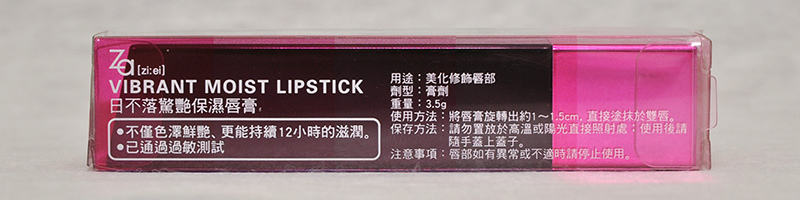 Za [zi:ei]
VIBRANT MOIST LIPSTICK
日不落驚艷保濕唇膏
●不僅色澤鮮艷、更能持續12小時的滋潤。
●已通過過敏測試
用途：美化修飾唇部
劑型：膏劑
重量：3.5g
使用方法：將唇膏旋轉出約1～1.5cm，直接塗抹於雙唇。
保存方法：請勿置放於高溫或陽光直接照射處；使用後請
隨手蓋上蓋子。
注意事項：唇部如有異常或不適時請停止使用。